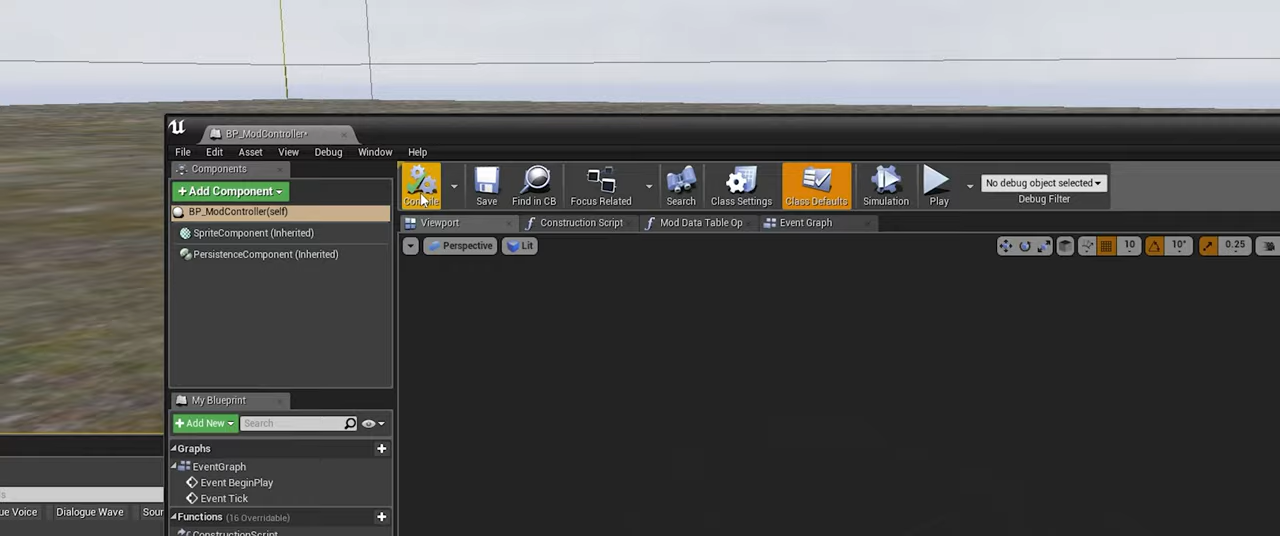 BP_ModController*
File Edit Asset View Debug Window Help
Components
+Add Component
BP_ModController(self)
SpriteComponent (Inherited)
PersistenceComponent (Inherited)
Compile Save Find in CB Focus Related Search Class Settings Class Defaults Simulation Play
No debug object selected
Debug Filter
Viewport Construction Script Mod Data Table Op Event Graph
Perspective Lit 10 10° 0.25
My Blueprint
+Add New Search
Graphs
EventGraph
Event BeginPlay
Event Tick
Functions (16 Overridable)
ConstructionScript
ue Voice Dialogue Wave Sour